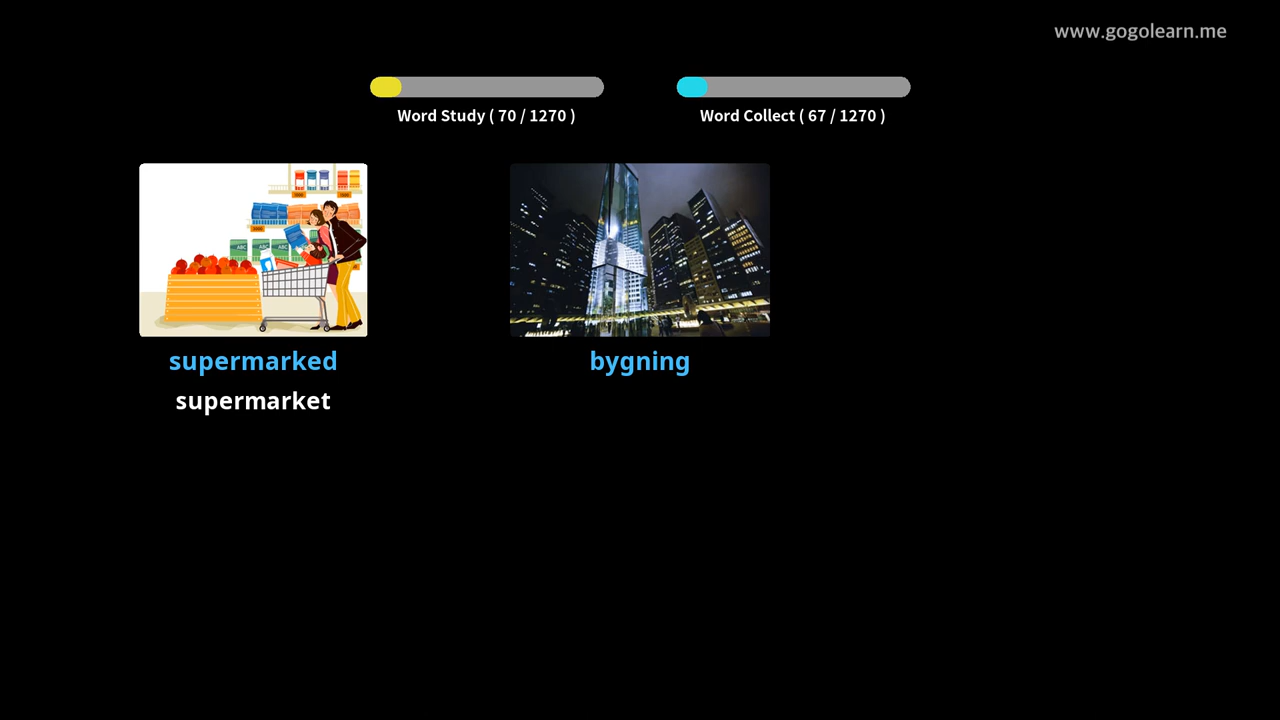 www.gogolearn.me
Word Study ( 70 / 1270 )
Word Collect ( 67 / 1270 )
supermarked
supermarket
bygning